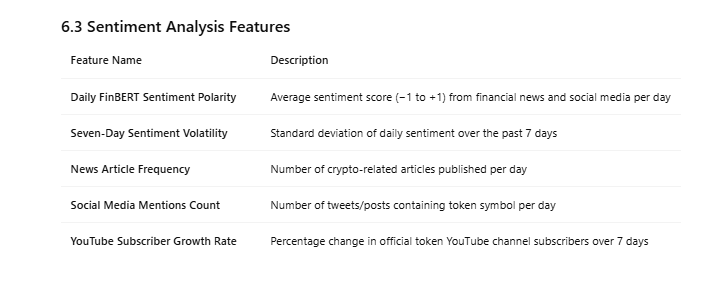 6.3 Sentiment Analysis Features
Feature Name Description
Daily FinBERT Sentiment Polarity Average sentiment score (−1 to +1) from financial news and social media per day
Seven-Day Sentiment Volatility Standard deviation of daily sentiment over the past 7 days
News Article Frequency Number of crypto-related articles published per day
Social Media Mentions Count Number of tweets/posts containing token symbol per day
YouTube Subscriber Growth Rate Percentage change in official token YouTube channel subscribers over 7 days